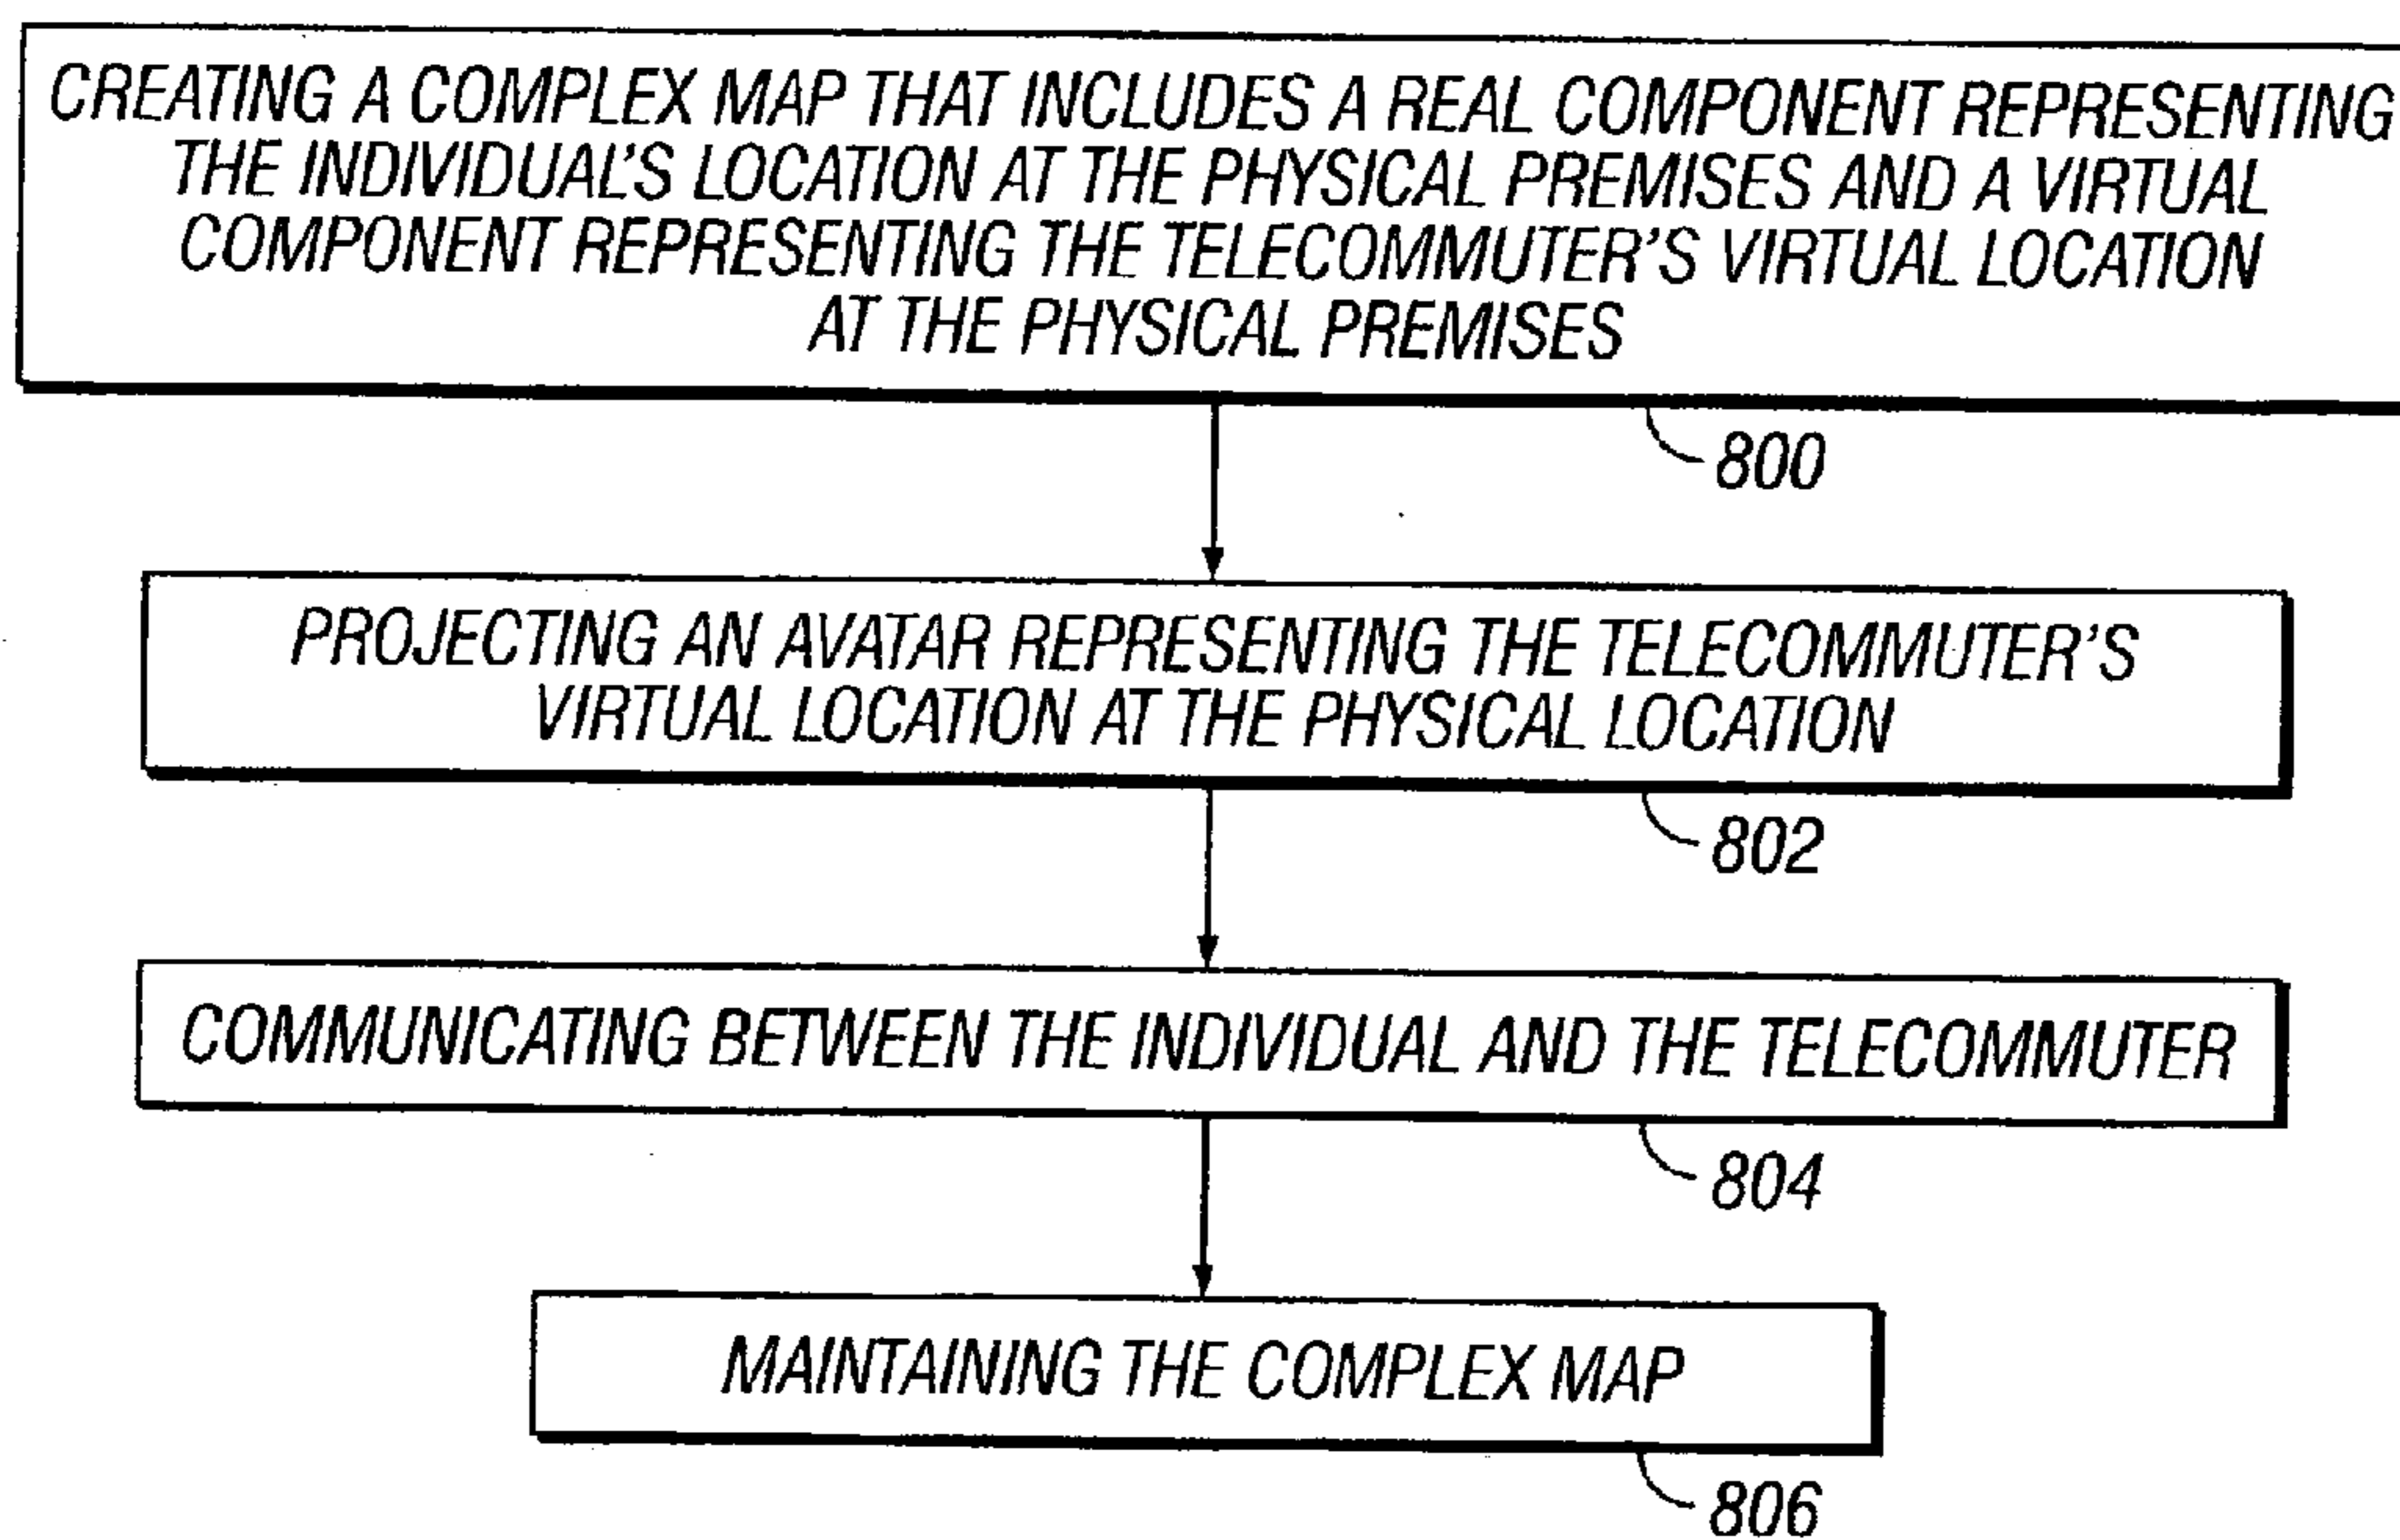 CREATING A COMPLEX MAP THAT INCLUDES A REAL COMPONENT REPRESENTING
THE INDIVIDUAL'S LOCATION AT THE PHYSICAL PREMISES AND A VIRTUAL
COMPONENT REPRESENTING THE TELECOMMUTER'S VIRTUAL LOCATION
AT THE PHYSICAL PREMISES
800
PROJECTING AN AVATAR REPRESENTING THE TELECOMMUTER'S
VIRTUAL LOCATION AT THE PHYSICAL LOCATION
802
COMMUNICATING BETWEEN THE INDIVIDUAL AND THE TELECOMMUTER
804
MAINTAINING THE COMPLEX MAP
806